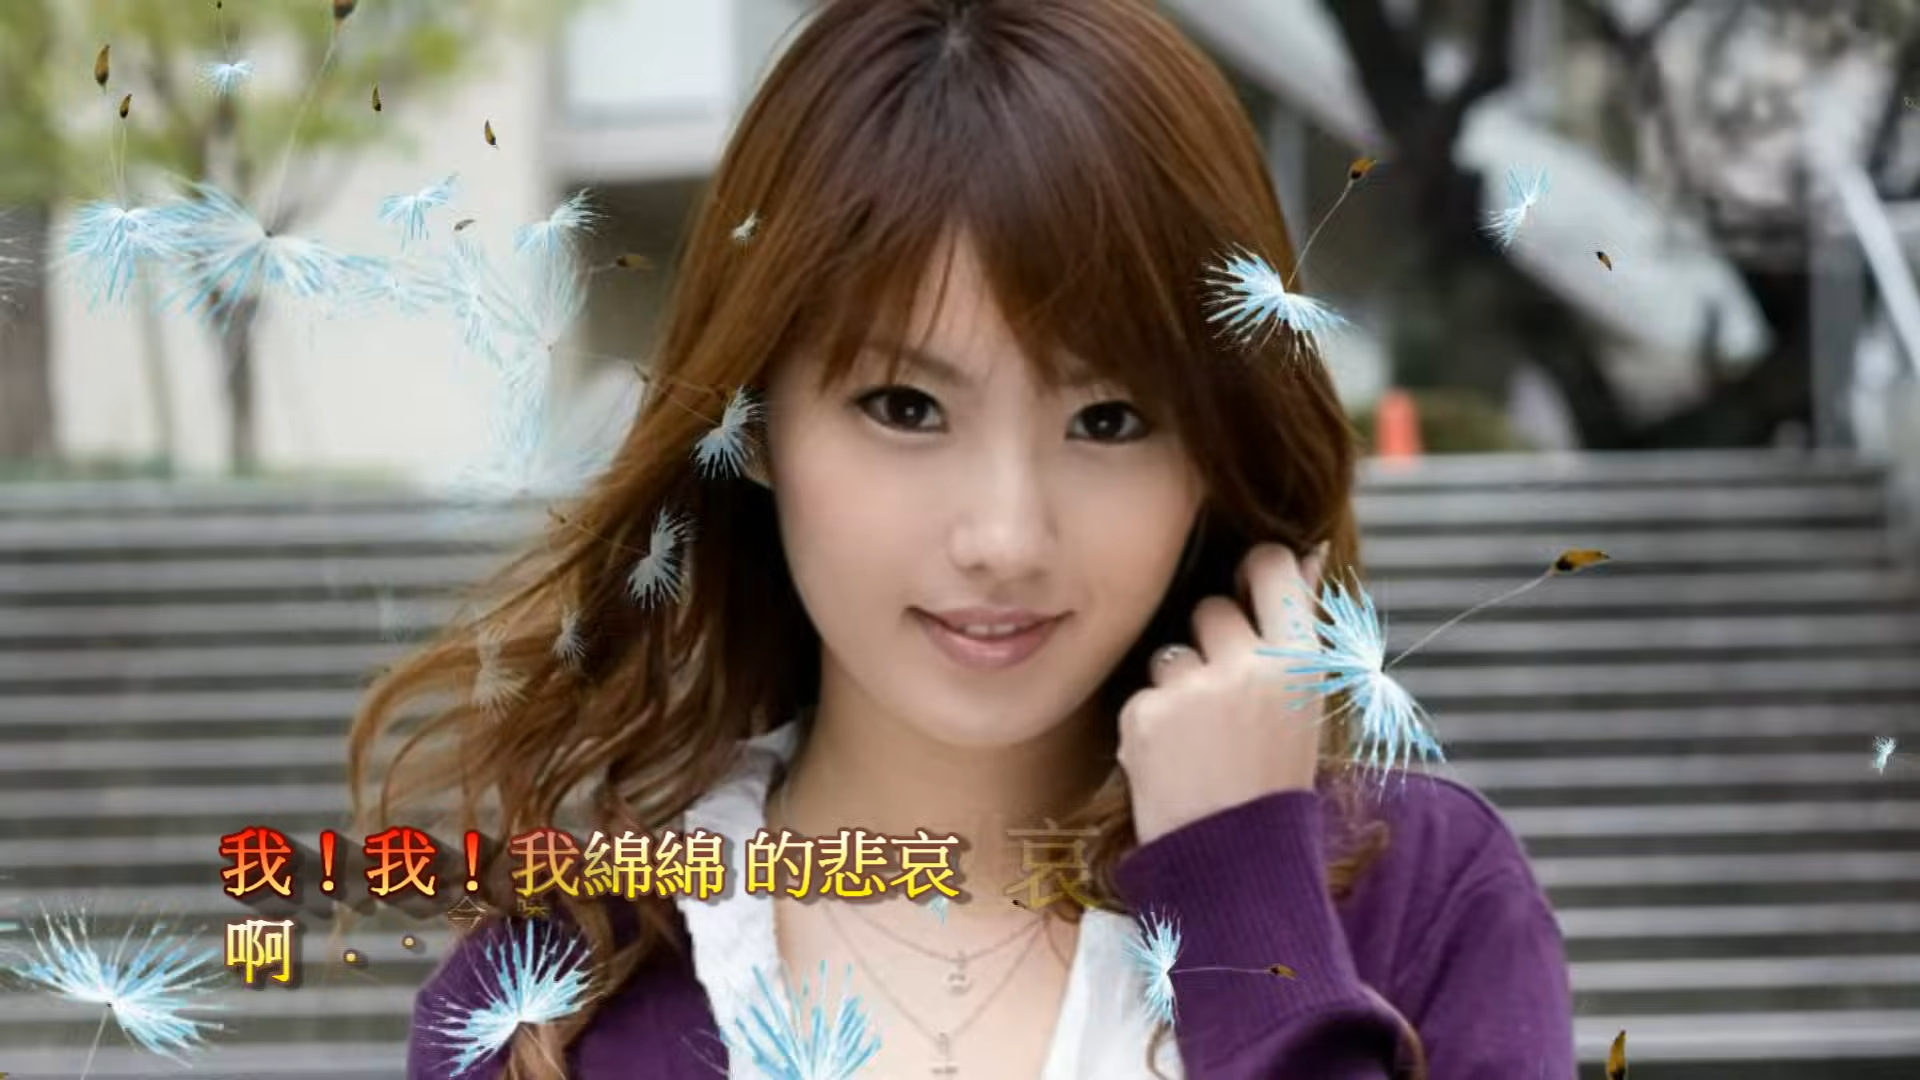 我！我！我綿綿 的悲哀 哀
啊 . .